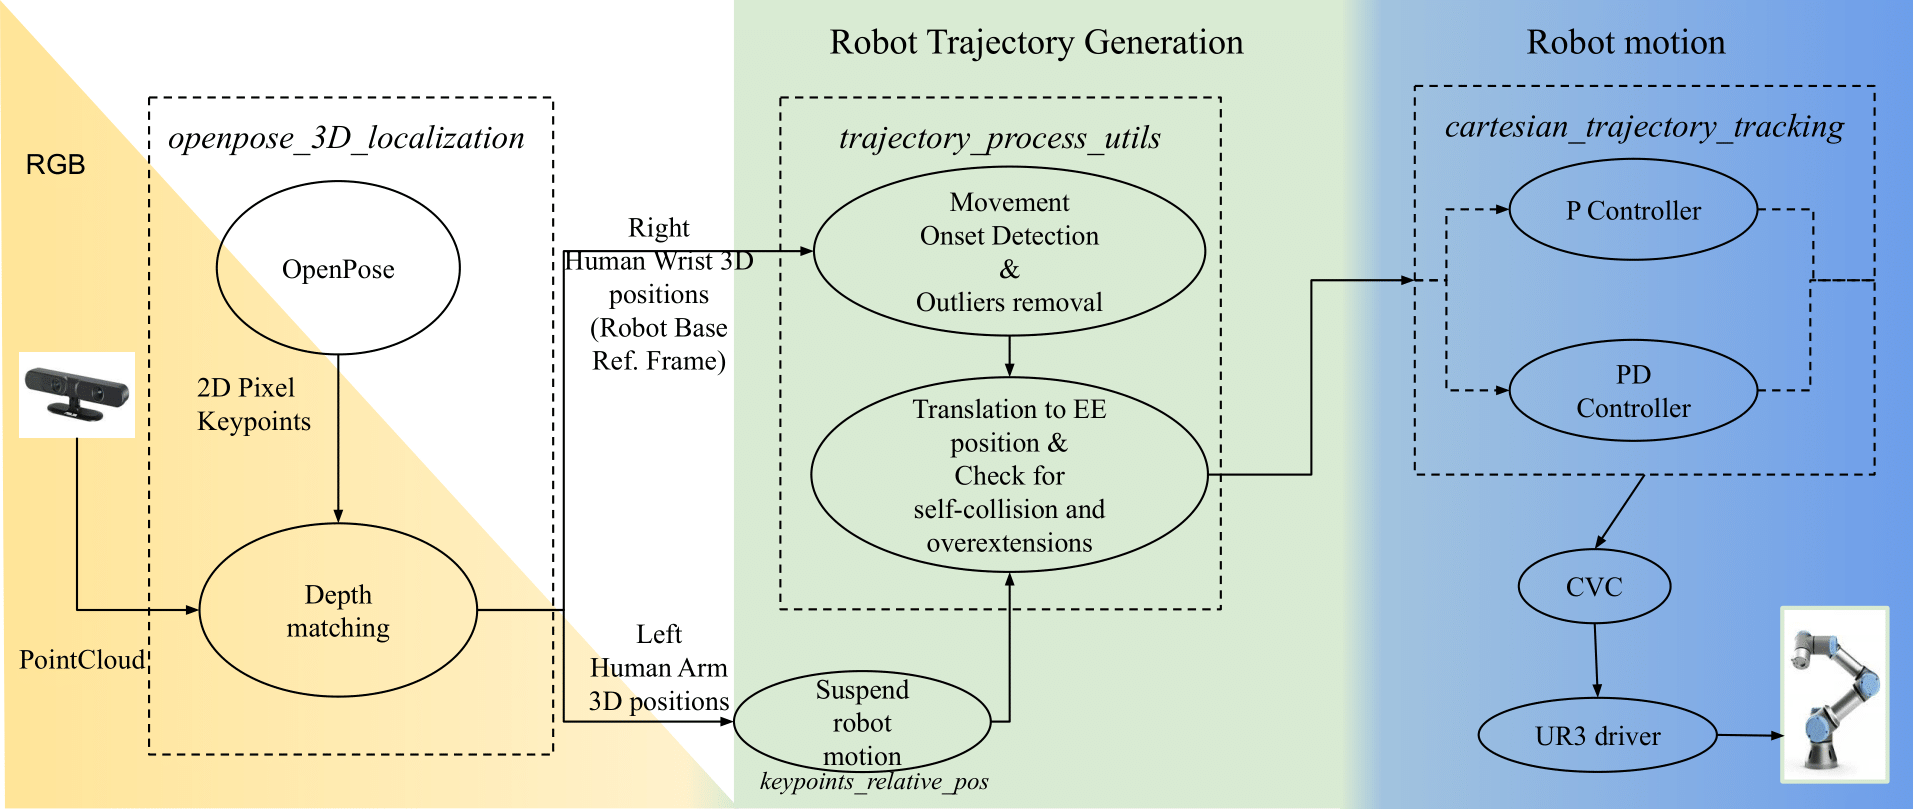 RGB
PointCloud
openpose_3D_localization
OpenPose
2D Pixel
Keypoints
Depth
matching
Right
Human Wrist 3D
positions
(Robot Base
Ref. Frame)
Left
Human Arm
3D positions
Robot Trajectory Generation
trajectory_process_utils
Movement
Onset Detection
&
Outliers removal
Translation to EE
position &
Check for
self-collision and
overextensions
Suspend
robot
motion
keypoints_relative_pos
Robot motion
cartesian_trajectory_tracking
P Controller
PD
Controller
CVC
UR3 driver